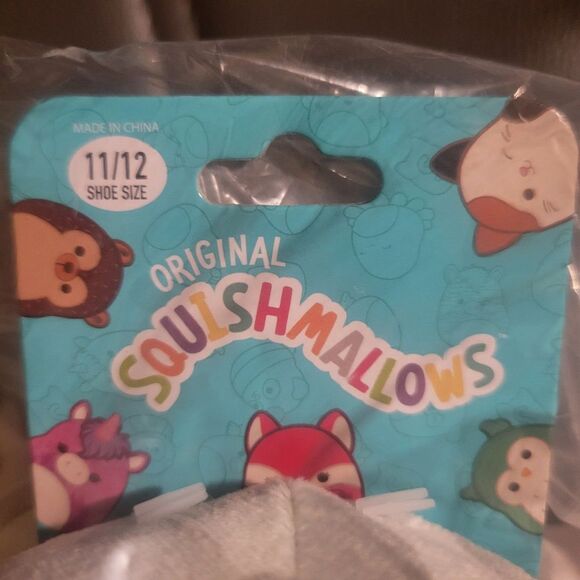 MADE IN CHINA
11/12
SHOE SIZE
ORIGINAL
SQUISHMALLOWS